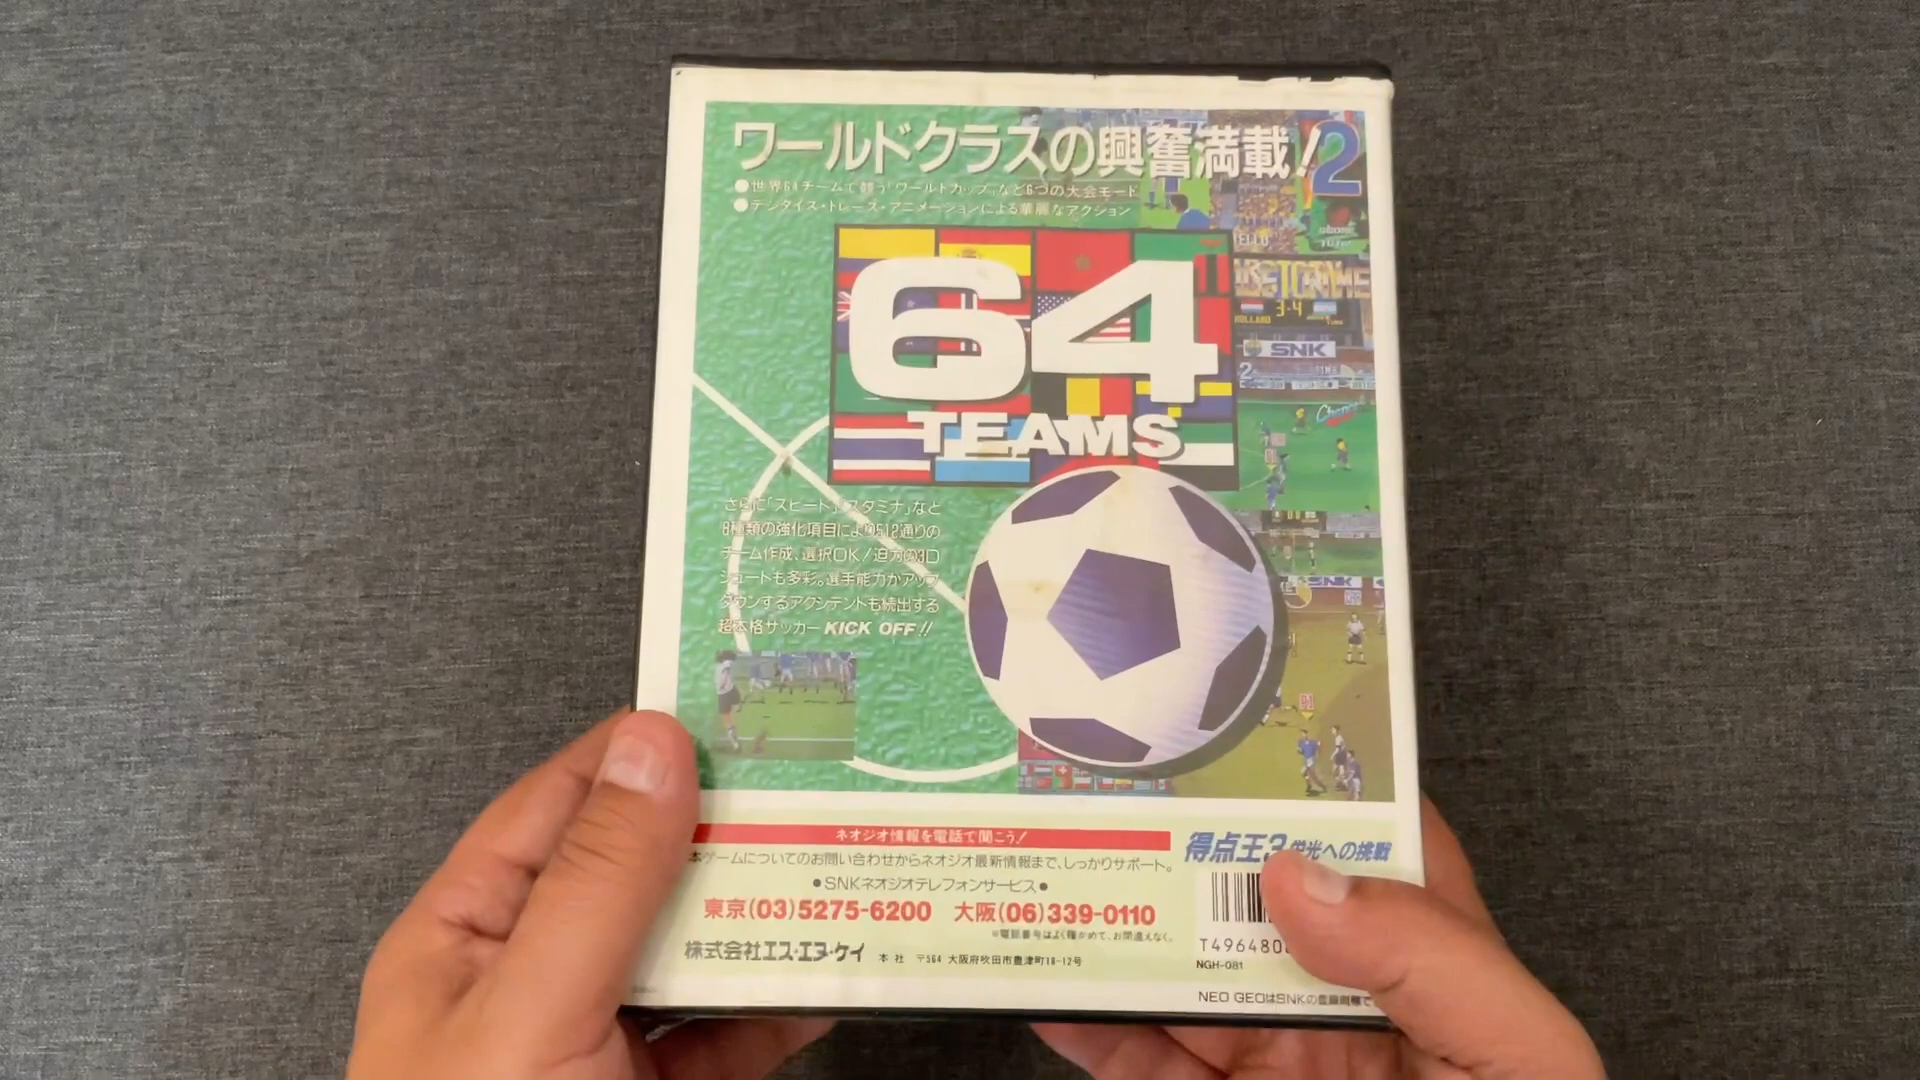 ワールドクラスの興奮満載!
2
●世界64チームで競う「ワールドカップ」など6つの大会モード
●デジタイズ・トレース・アニメーションによる華麗なアクション
64
TEAMS
3-4
HOLLAND
SNK
2
Chance
さらに「スピード」「スタミナ」など
8種類の強化項目により512通りの
チーム作成、選択OK!迫力の3D
シュートも多彩。選手能力がアップ
ダウンするアクシデントも続出する
超本格サッカーKICK OFF!!
SNK
ネオジオ情報を電話で聞こう!
本ゲームについてのお問い合わせからネオジオ最新情報まで、しっかりサポート。
●SNKネオジオテレフォンサービス●
東京(03)5275-6200 大阪(06)339-0110
※電話番号はよく確かめて、お間違えなく。
株式会社エス・エヌ・ケイ 本社 〒564 大阪府吹田市豊津町18-12号
得点王3 栄光への挑戦
T496480
NGH-081
NEO GEOはSNKの登録商標で